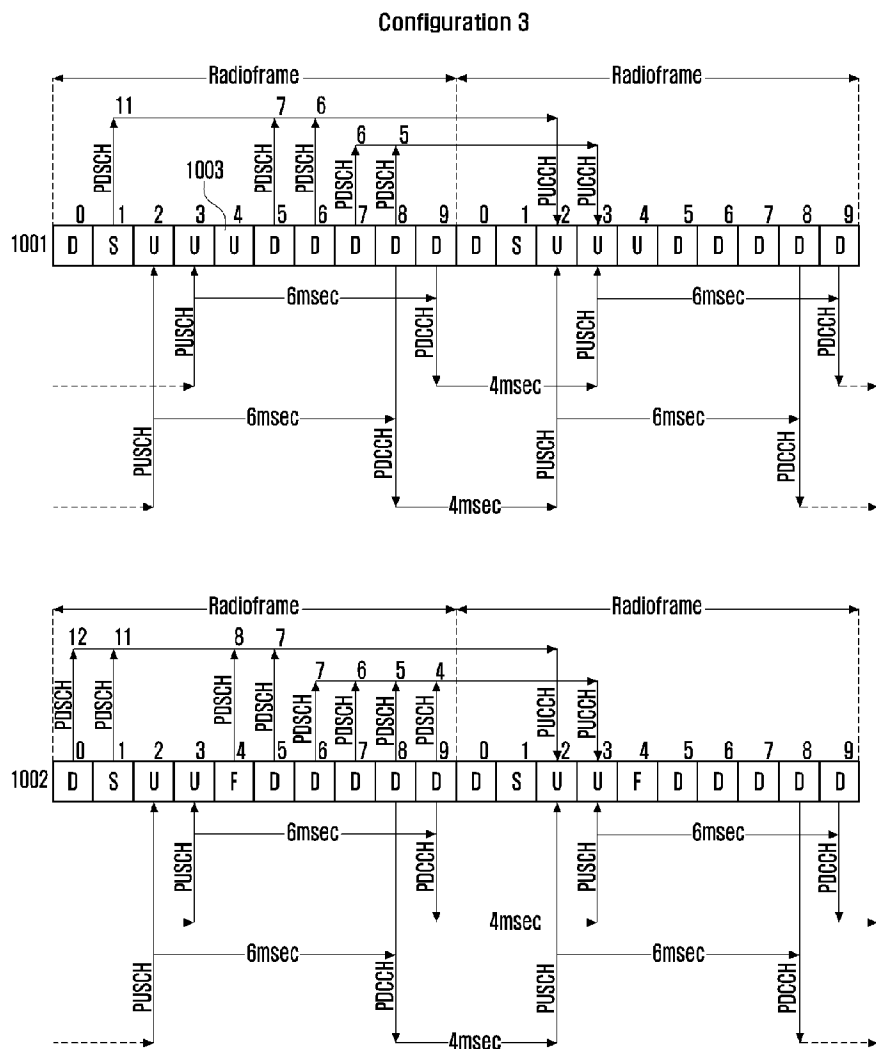 Configuration 3
Radioframe Radioframe
11 7 6
6 5
PDSCH PDSCH PDSCH PDSCH PDSCH PUCCH PUCCH
1003
0 1 2 3 4 5 6 7 8 9 0 1 2 3 4 5 6 7 8 9
1001 D S U U U D D D D D D S U U U D D D D D
6msec 6msec
PUSCH PDCCH PUSCH PDCCH
4msec
6msec 6msec
PUSCH PDCCH PUSCH PDCCH
4msec
Radioframe Radioframe
12 11 8 7
7 6 5 4
PDSCH PDSCH PDSCH PDSCH PDSCH PDSCH PDSCH PDSCH PUCCH PUCCH
0 1 2 3 4 5 6 7 8 9 0 1 2 3 4 5 6 7 8 9
1002 D S U U F D D D D D D S U U F D D D D D
6msec 6msec
PUSCH PDCCH PUSCH PDCCH
4msec
6msec 6msec
PUSCH PDCCH PUSCH PDCCH
4msec